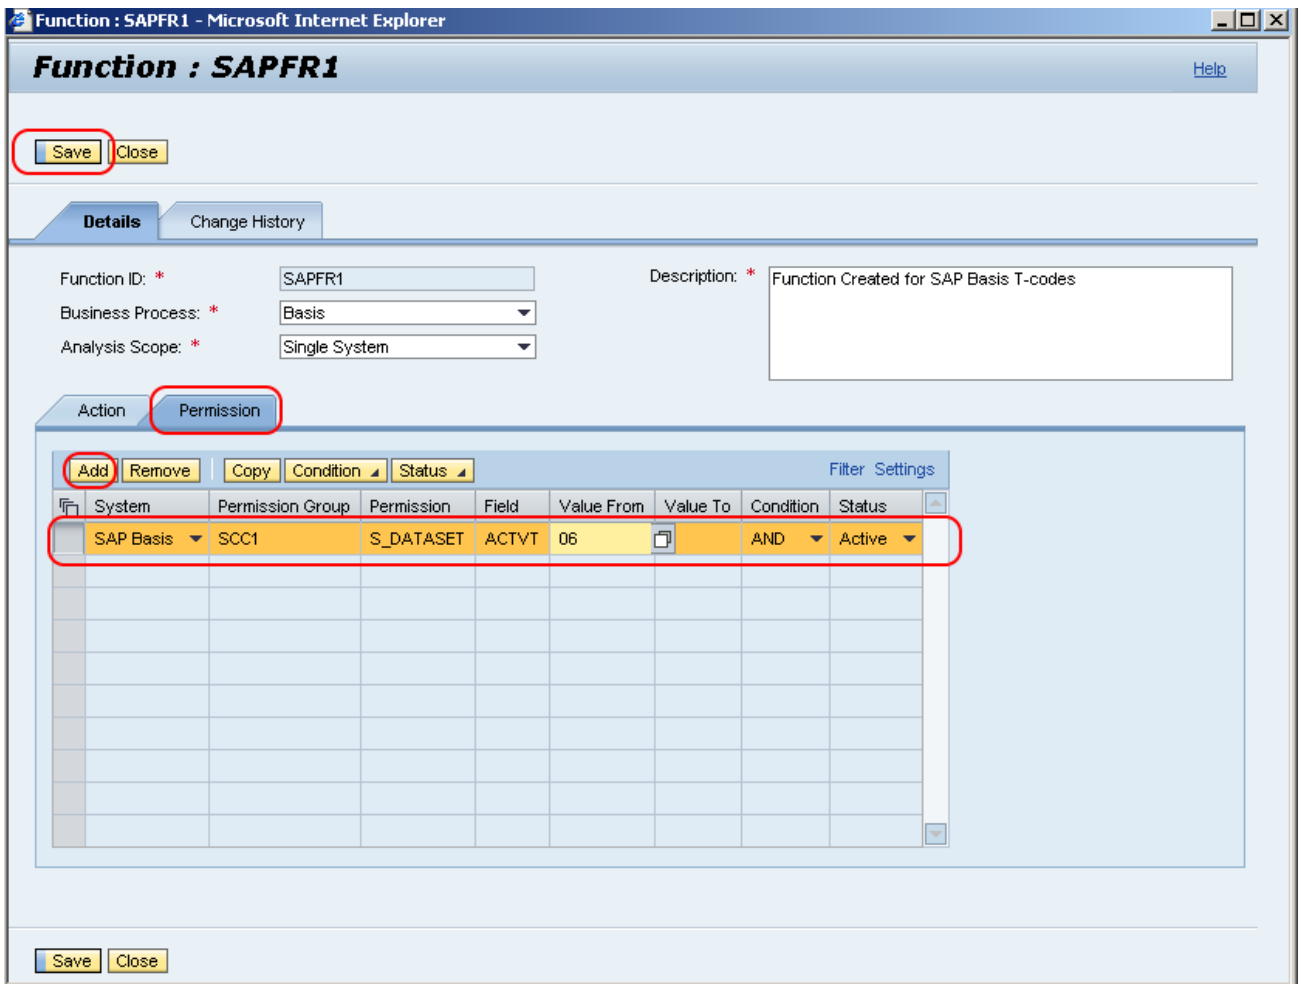 Function : SAPFR1 - Microsoft Internet Explorer
Function : SAPFR1
Help
Save Close
Details Change History
Function ID: * SAPFR1 Description: * Function Created for SAP Basis T-codes
Business Process: * Basis
Analysis Scope: * Single System
Action Permission
Add Remove Copy Condition Status Filter Settings
System Permission Group Permission Field Value From Value To Condition Status
SAP Basis SCC1 S_DATASET ACTVT 06 AND Active
Save Close